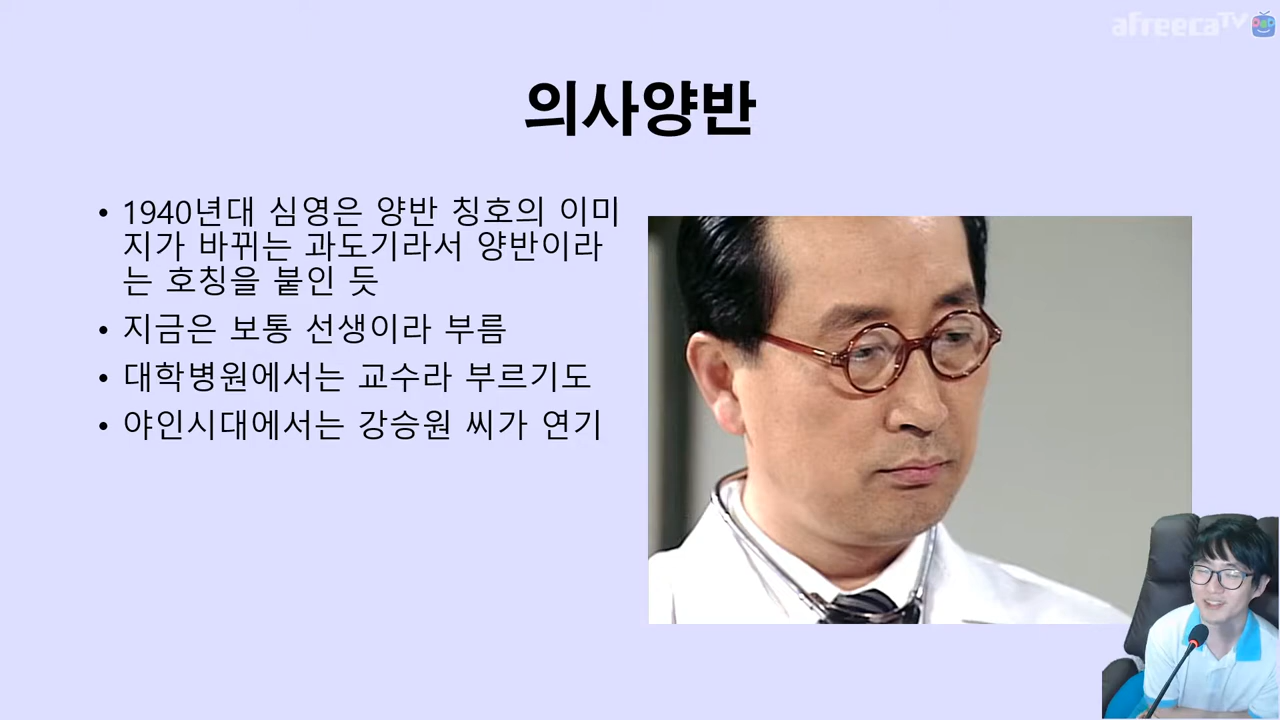 afreecaTV
의사양반
• 1940년대 심영은 양반 칭호의 이미
지가 바뀌는 과도기라서 양반이라
는 호칭을 붙인 듯
• 지금은 보통 선생이라 부름
• 대학병원에서는 교수라 부르기도
• 야인시대에서는 강승원 씨가 연기